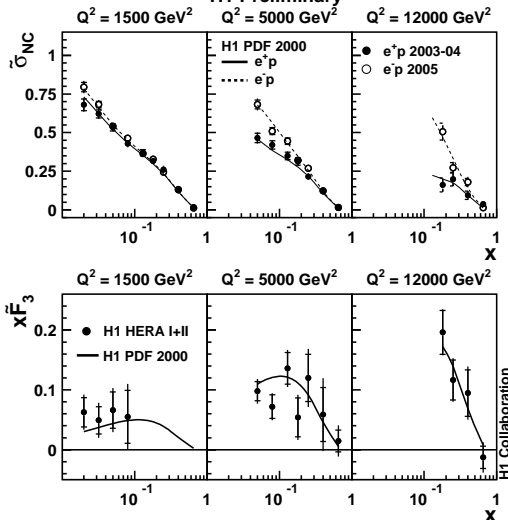 H1 Preliminary
Q² = 1500 GeV² Q² = 5000 GeV² Q² = 12000 GeV²
σ̃NC
H1 PDF 2000
e⁺p
e⁻p
e⁺p 2003-04
e⁻p 2005
1
0.75
0.5
0.25
0
10⁻¹ 1 10⁻¹ 1 10⁻¹ 1
x
Q² = 1500 GeV² Q² = 5000 GeV² Q² = 12000 GeV²
xF̃₃
H1 HERA I+II
H1 PDF 2000
0.2
0.1
0
10⁻¹ 1 10⁻¹ 1 10⁻¹ 1
x
H1 Collaboration